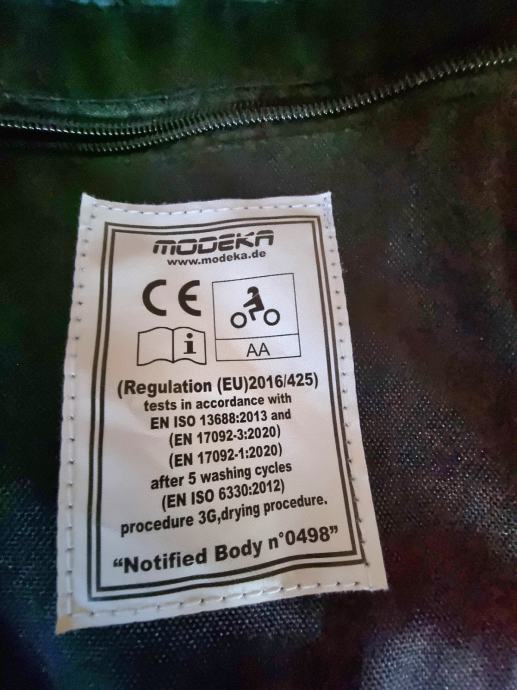 MODEKA
www.modeka.de
CE
i
AA
(Regulation (EU)2016/425)
tests in accordance with
EN ISO 13688:2013 and
(EN 17092-3:2020)
(EN 17092-1:2020)
after 5 washing cycles
(EN ISO 6330:2012)
procedure 3G,drying procedure.
“Notified Body n°0498”